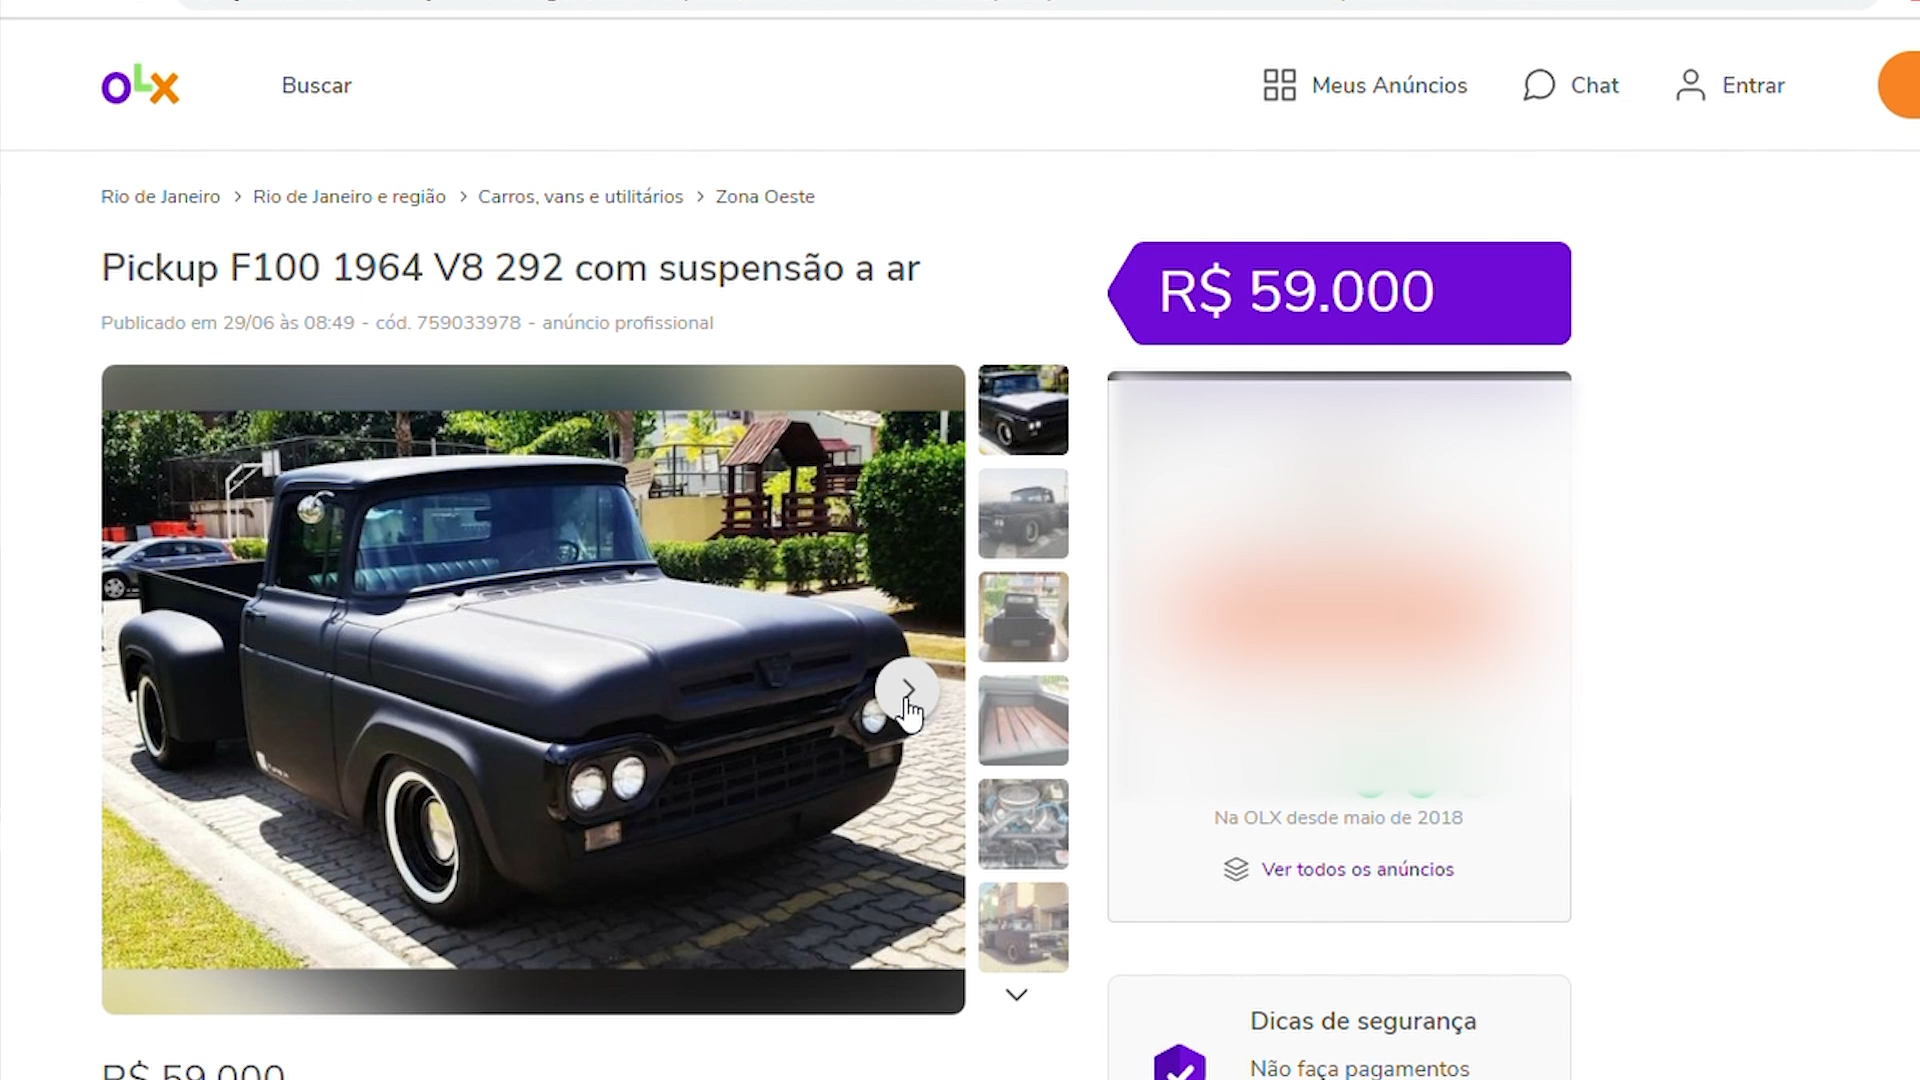 OLX
Buscar
Meus Anúncios
Chat
Entrar
Rio de Janeiro > Rio de Janeiro e região > Carros, vans e utilitários > Zona Oeste
Pickup F100 1964 V8 292 com suspensão a ar
R$ 59.000
Publicado em 29/06 às 08:49 - cód. 759033978 - anúncio profissional
Na OLX desde maio de 2018
Ver todos os anúncios
Dicas de segurança
Não faça pagamentos
R$ 59.000